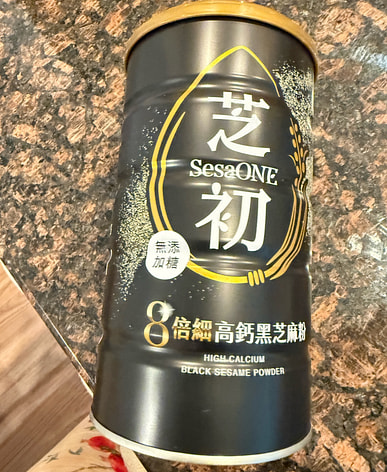 芝
SesaONE
初
無添
加糖
8倍細高鈣黑芝麻粉
HIGH-CALCIUM
BLACK SESAME POWDER